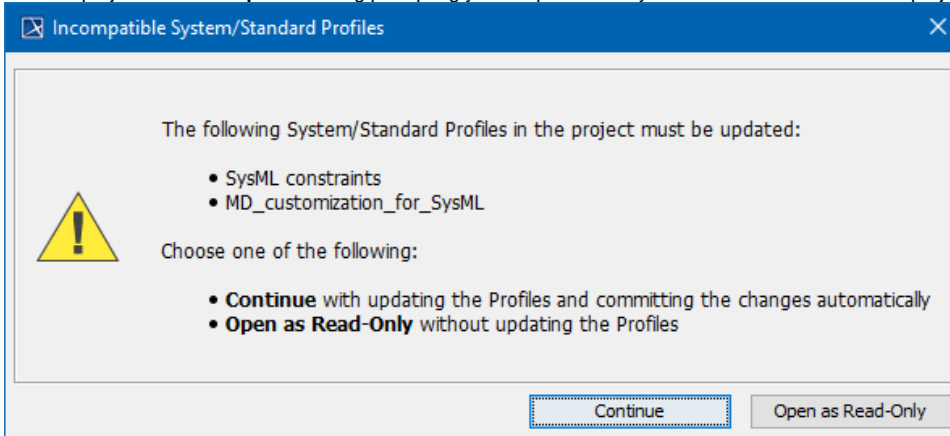 Incompatible System/Standard Profiles
The following System/Standard Profiles in the project must be updated:
• SysML constraints
• MD_customization_for_SysML
Choose one of the following:
• Continue with updating the Profiles and committing the changes automatically
• Open as Read-Only without updating the Profiles
Continue
Open as Read-Only